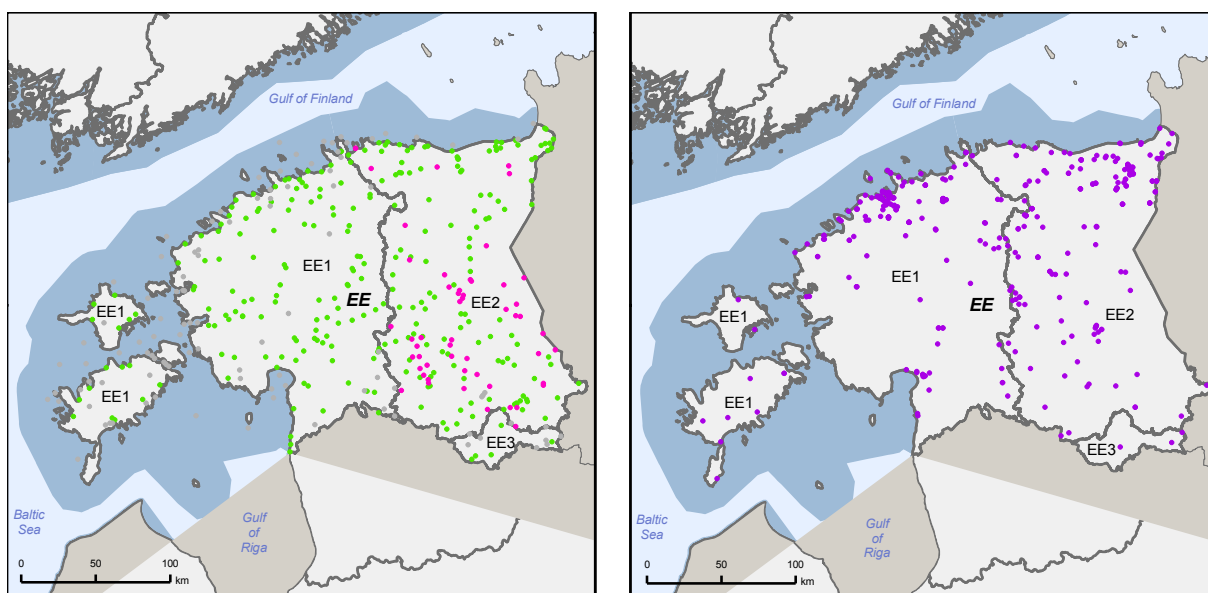 Gulf of Finland
EE1
EE
EE2
EE1
EE1
EE3
Baltic
Sea
Gulf
of
Riga
0 50 100
km
Gulf of Finland
EE1
EE
EE2
EE1
EE1
EE3
Baltic
Sea
Gulf
of
Riga
0 50 100
km